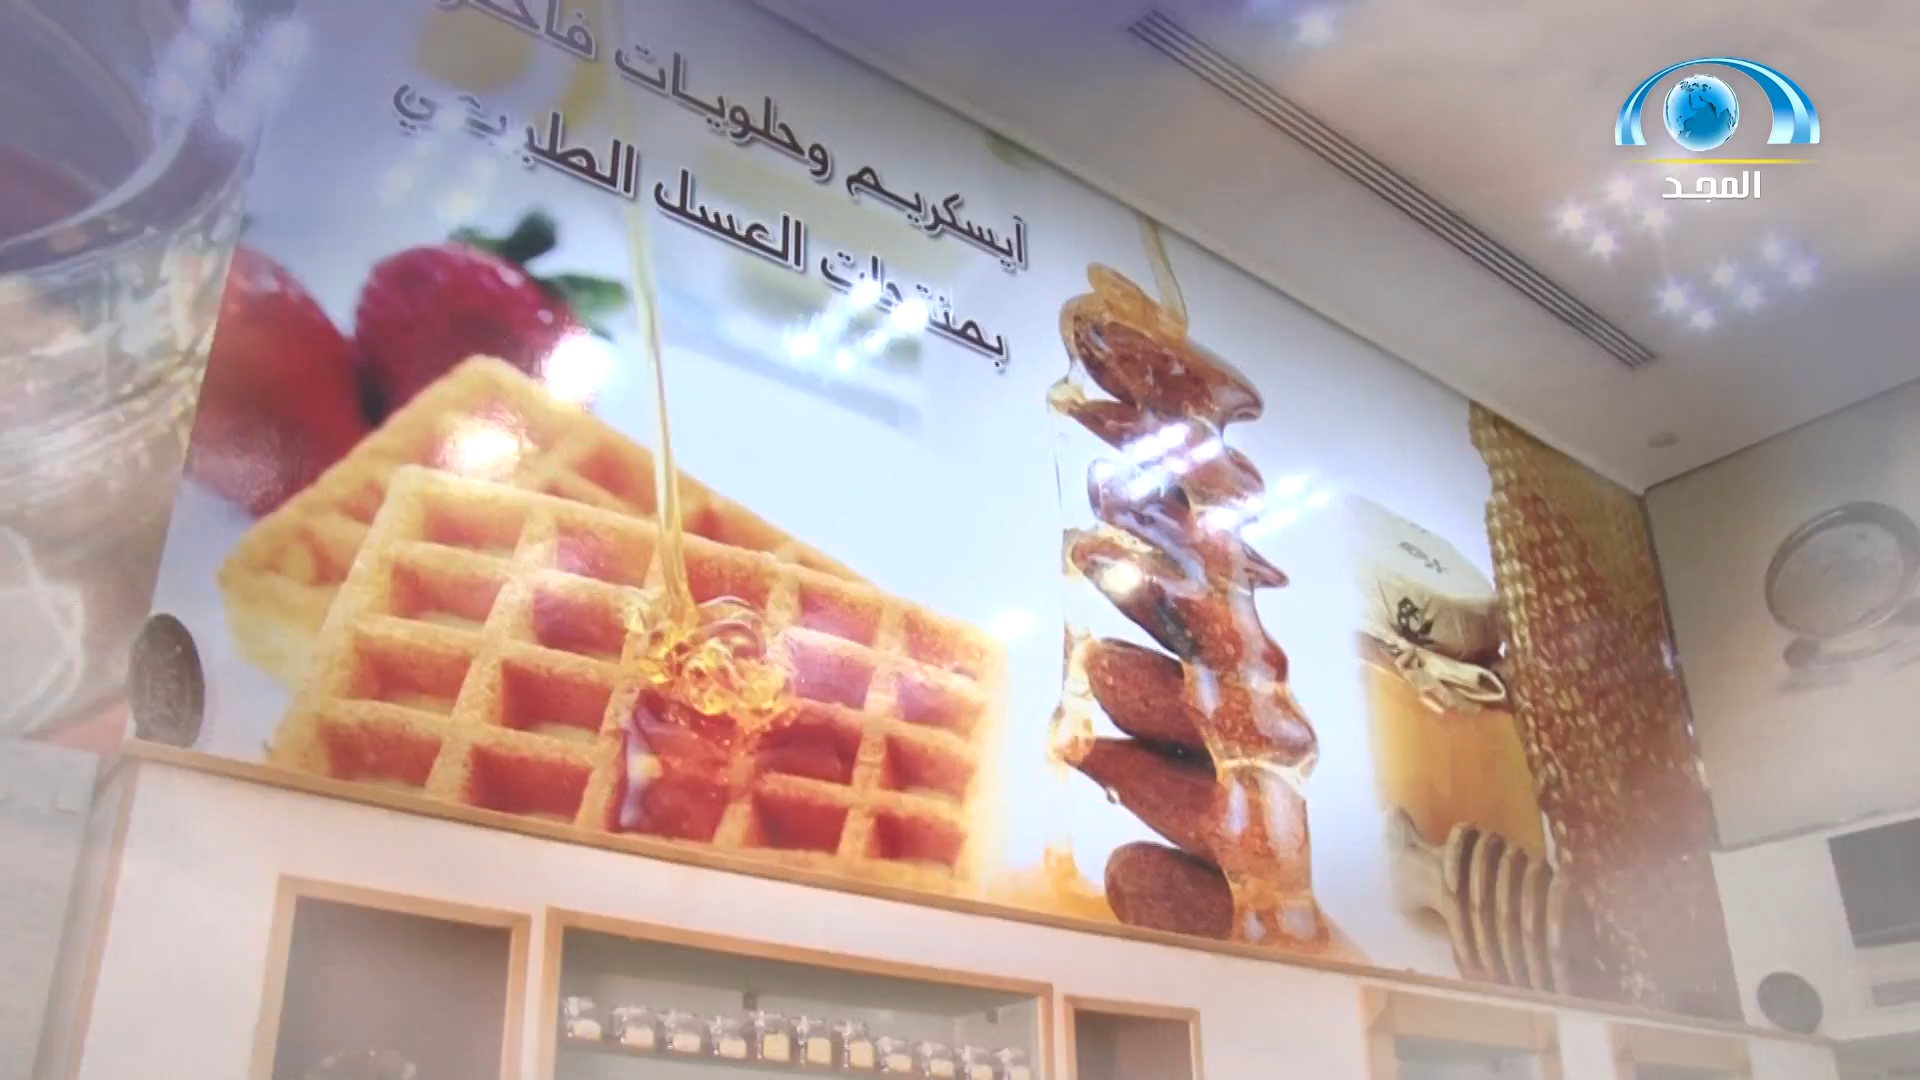 آيسكريم وحلويات فاخرة
بمنتجات العسل الطبيعي
المجد